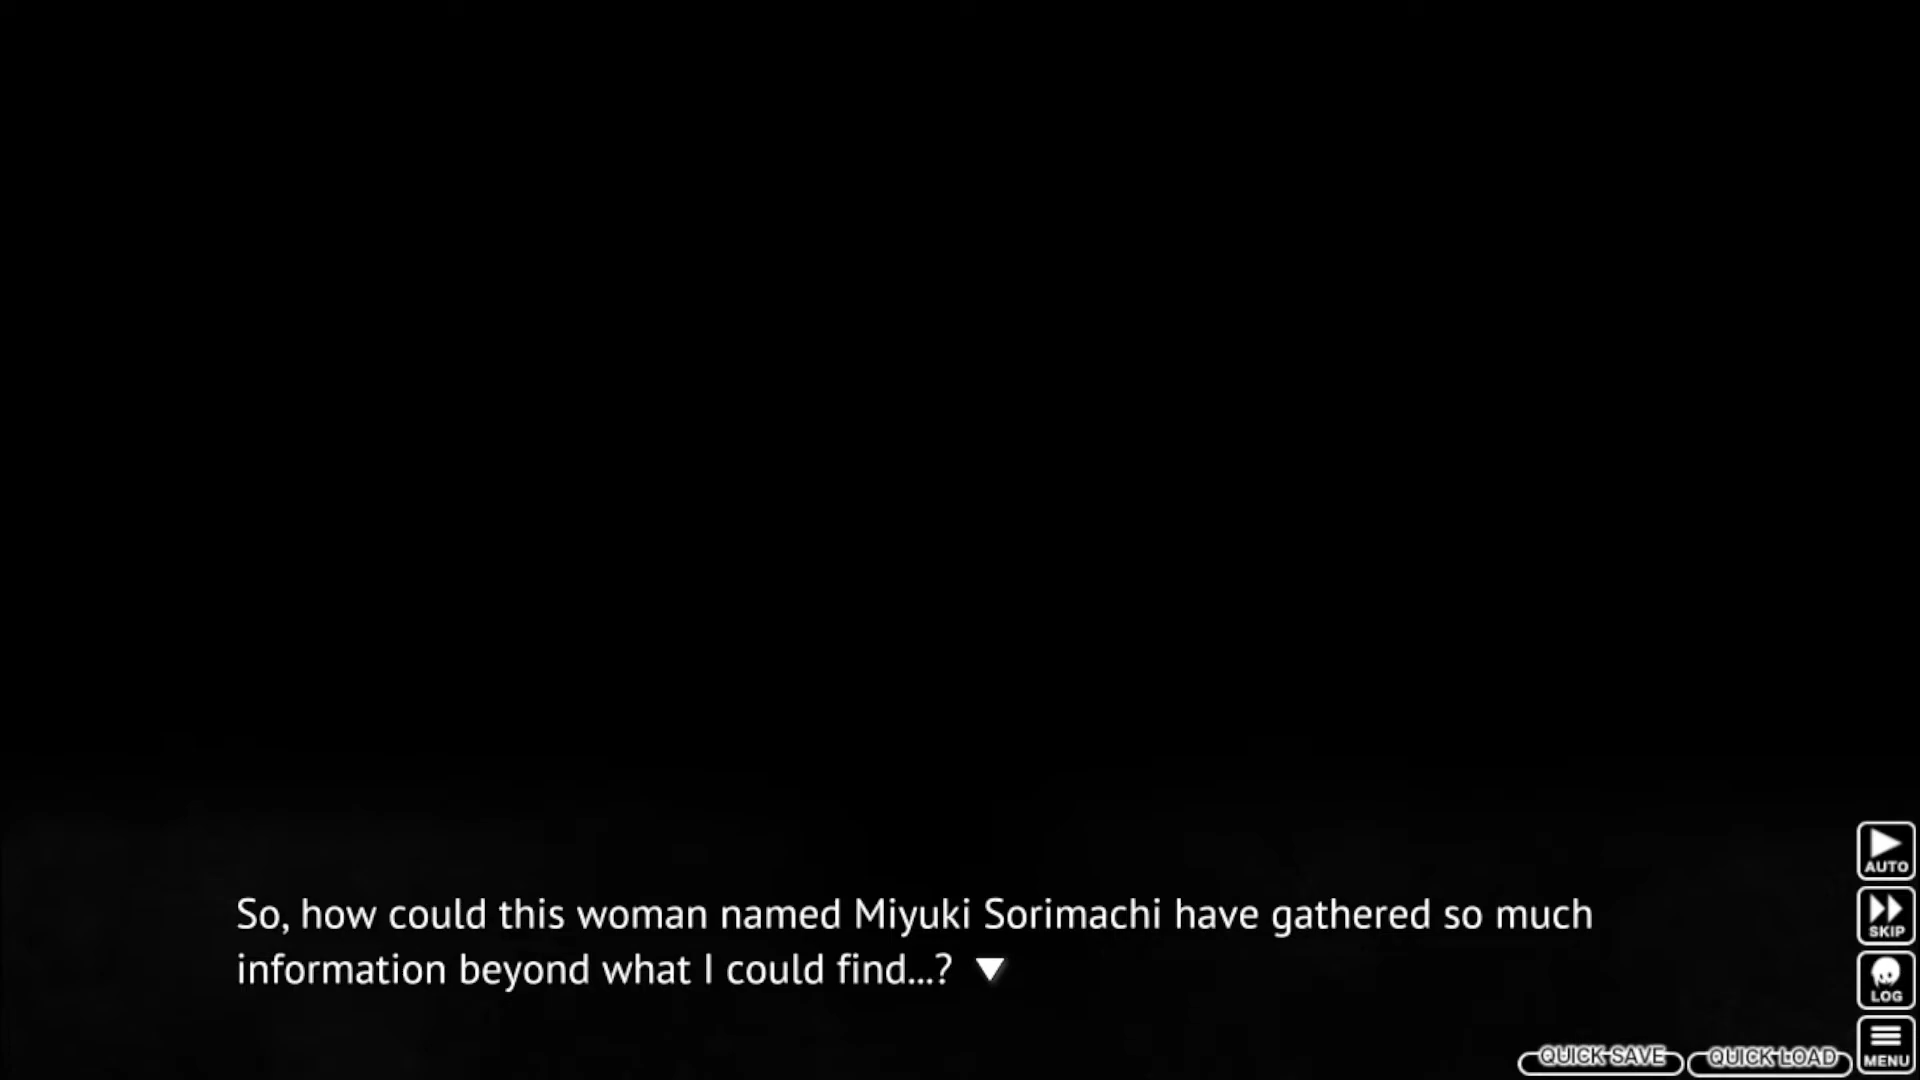 So, how could this woman named Miyuki Sorimachi have gathered so much
information beyond what I could find...?
AUTO
SKIP
LOG
MENU
QUICK SAVE
QUICK LOAD